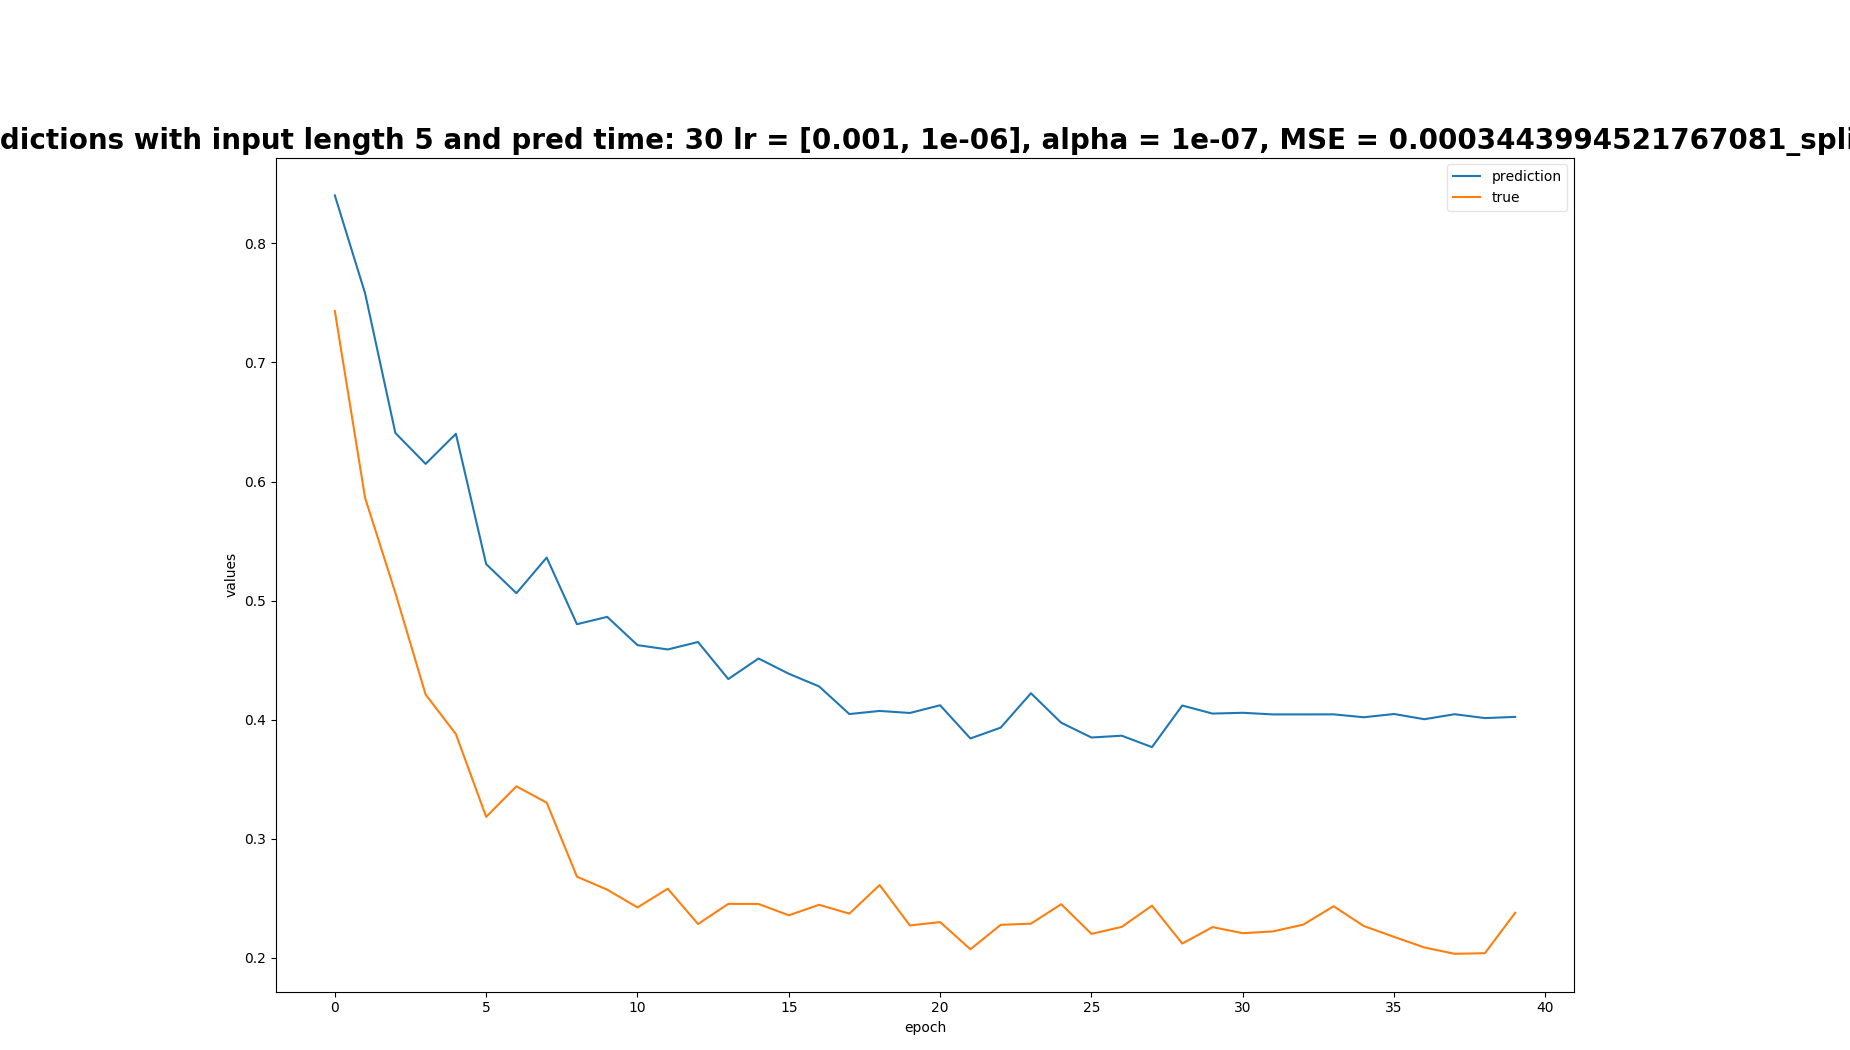 dictions with input length 5 and pred time: 30 lr = [0.001, 1e-06], alpha = 1e-07, MSE = 0.0003443994521767081_spli
prediction
true
values
0.8
0.7
0.6
0.5
0.4
0.3
0.2
0 5 10 15 20 25 30 35 40
epoch